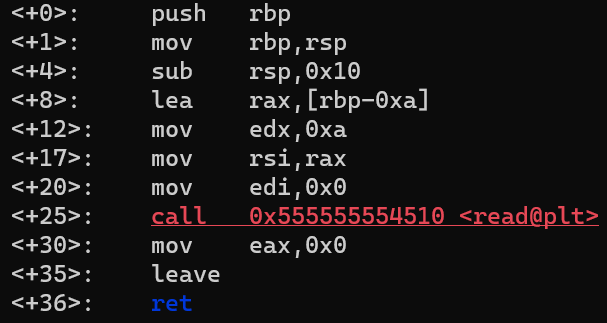 <+0>: push rbp
<+1>: mov rbp,rsp
<+4>: sub rsp,0x10
<+8>: lea rax,[rbp-0xa]
<+12>: mov edx,0xa
<+17>: mov rsi,rax
<+20>: mov edi,0x0
<+25>: call 0x555555554510 <read@plt>
<+30>: mov eax,0x0
<+35>: leave
<+36>: ret